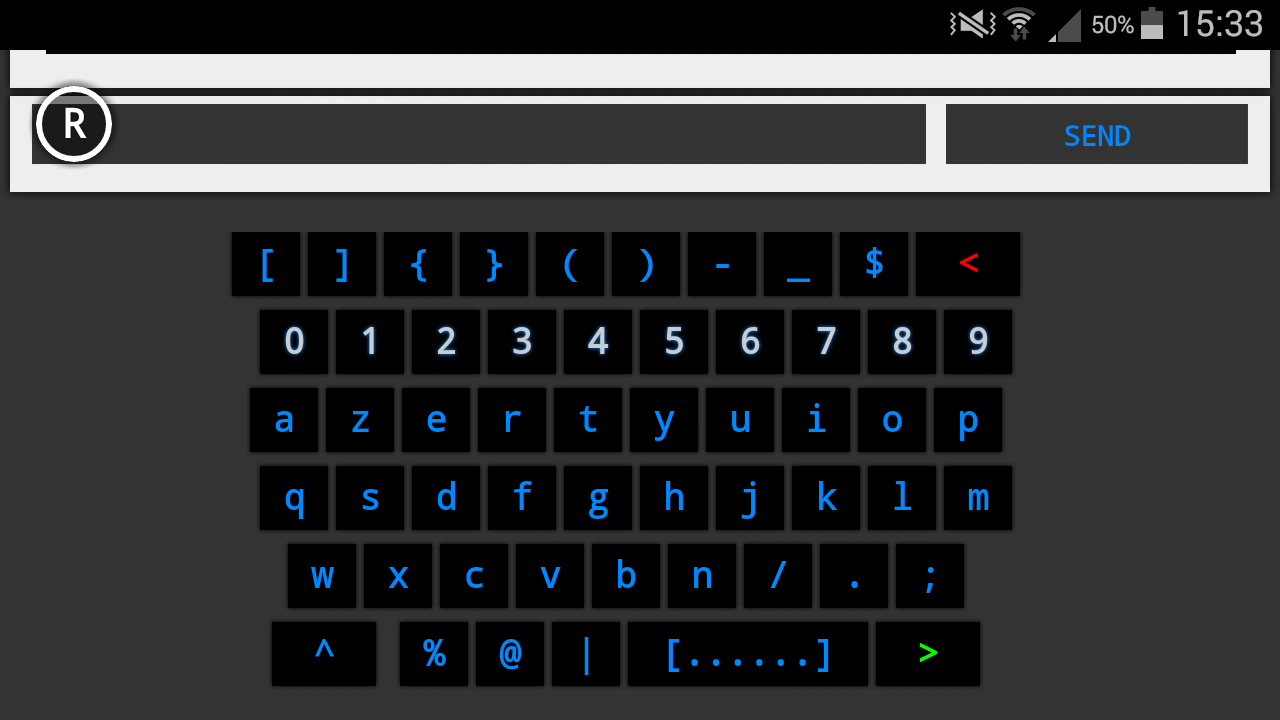 50% 15:33
R SEND
[ ] { } ( ) - _ $ <
0 1 2 3 4 5 6 7 8 9
a z e r t y u i o p
q s d f g h j k l m
w x c v b n / . ;
^ % @ | [......] >